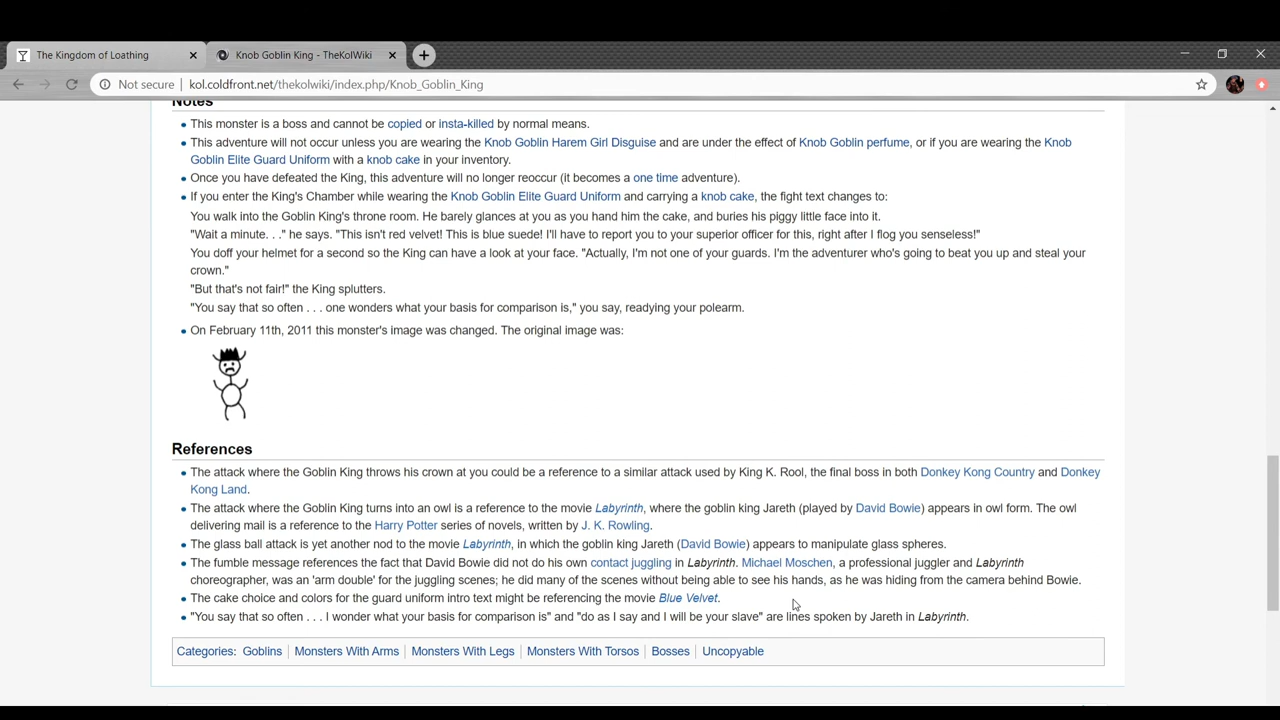 The Kingdom of Loathing
Knob Goblin King - TheKolWiki
Not secure | kol.coldfront.net/thekolwiki/index.php/Knob_Goblin_King
Notes
This monster is a boss and cannot be copied or insta-killed by normal means.
This adventure will not occur unless you are wearing the Knob Goblin Harem Girl Disguise and are under the effect of Knob Goblin perfume, or if you are wearing the Knob
Goblin Elite Guard Uniform with a knob cake in your inventory.
Once you have defeated the King, this adventure will no longer reoccur (it becomes a one time adventure).
If you enter the King's Chamber while wearing the Knob Goblin Elite Guard Uniform and carrying a knob cake, the fight text changes to:
You walk into the Goblin King's throne room. He barely glances at you as you hand him the cake, and buries his piggy little face into it.
"Wait a minute. . ." he says. "This isn't red velvet! This is blue suede! I'll have to report you to your superior officer for this, right after I flog you senseless!"
You doff your helmet for a second so the King can have a look at your face. "Actually, I'm not one of your guards. I'm the adventurer who's going to beat you up and steal your
crown."
"But that's not fair!" the King splutters.
"You say that so often . . . one wonders what your basis for comparison is," you say, readying your polearm.
On February 11th, 2011 this monster's image was changed. The original image was:
References
The attack where the Goblin King throws his crown at you could be a reference to a similar attack used by King K. Rool, the final boss in both Donkey Kong Country and Donkey
Kong Land.
The attack where the Goblin King turns into an owl is a reference to the movie Labyrinth, where the goblin king Jareth (played by David Bowie) appears in owl form. The owl
delivering mail is a reference to the Harry Potter series of novels, written by J. K. Rowling.
The glass ball attack is yet another nod to the movie Labyrinth, in which the goblin king Jareth (David Bowie) appears to manipulate glass spheres.
The fumble message references the fact that David Bowie did not do his own contact juggling in Labyrinth. Michael Moschen, a professional juggler and Labyrinth
choreographer, was an 'arm double' for the juggling scenes; he did many of the scenes without being able to see his hands, as he was hiding from the camera behind Bowie.
The cake choice and colors for the guard uniform intro text might be referencing the movie Blue Velvet.
"You say that so often . . . I wonder what your basis for comparison is" and "do as I say and I will be your slave" are lines spoken by Jareth in Labyrinth.
Categories: Goblins | Monsters With Arms | Monsters With Legs | Monsters With Torsos | Bosses | Uncopyable